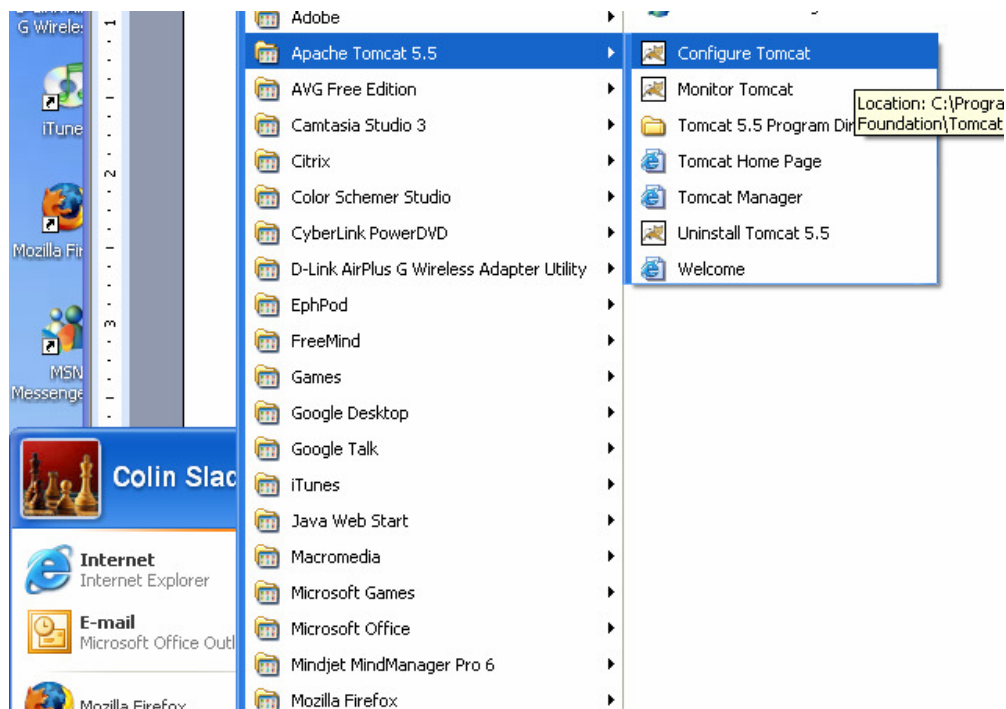 G Wireles
iTune
Mozilla Fir
MSN
Messenge
1
2
3
Adobe
Apache Tomcat 5.5
AVG Free Edition
Camtasia Studio 3
Citrix
Color Schemer Studio
CyberLink PowerDVD
D-Link AirPlus G Wireless Adapter Utility
EphPod
FreeMind
Games
Google Desktop
Google Talk
iTunes
Java Web Start
Macromedia
Microsoft Games
Microsoft Office
Mindjet MindManager Pro 6
Mozilla Firefox
Configure Tomcat
Monitor Tomcat
Tomcat 5.5 Program Dir
Tomcat Home Page
Tomcat Manager
Uninstall Tomcat 5.5
Welcome
Location: C:\Progra
Foundation\Tomcat
Colin Slac
Internet
Internet Explorer
E-mail
Microsoft Office Outl
Mozilla Firefox